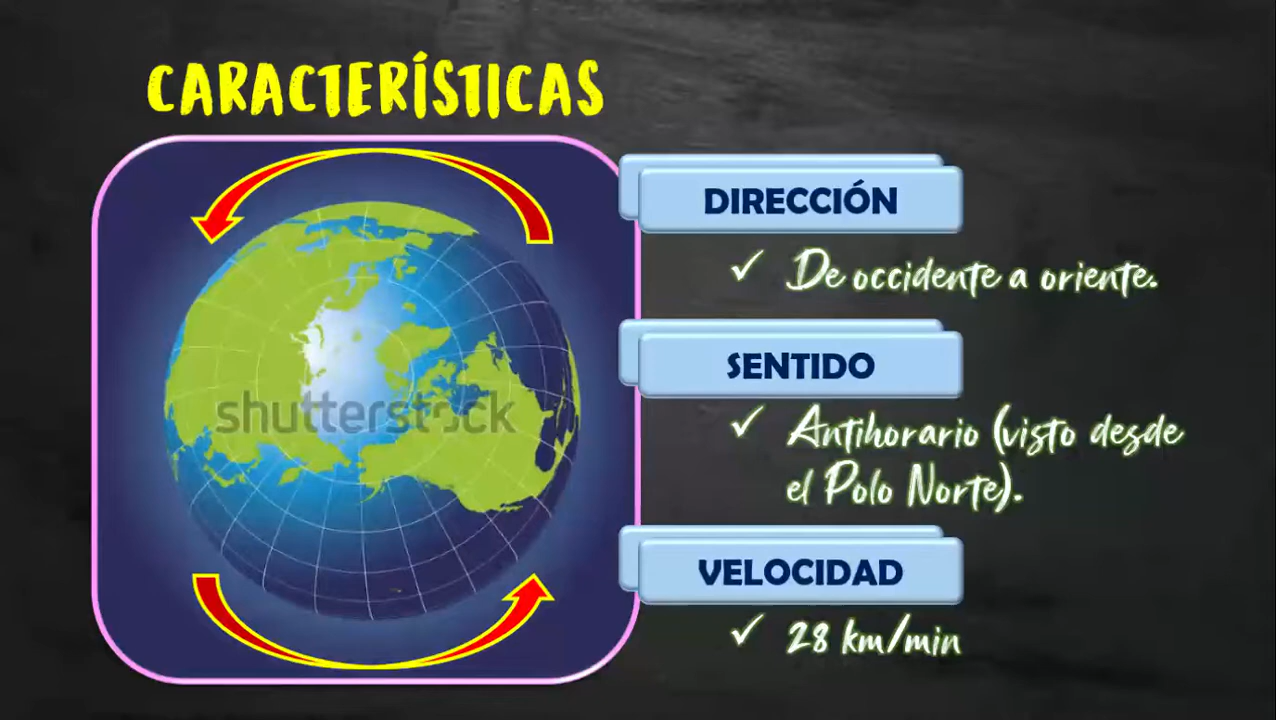 CARACTERÍSTICAS
DIRECCIÓN
✓ De occidente a oriente.
SENTIDO
✓ Antihorario (visto desde
el Polo Norte).
shutterstock
VELOCIDAD
✓ 28 km/min